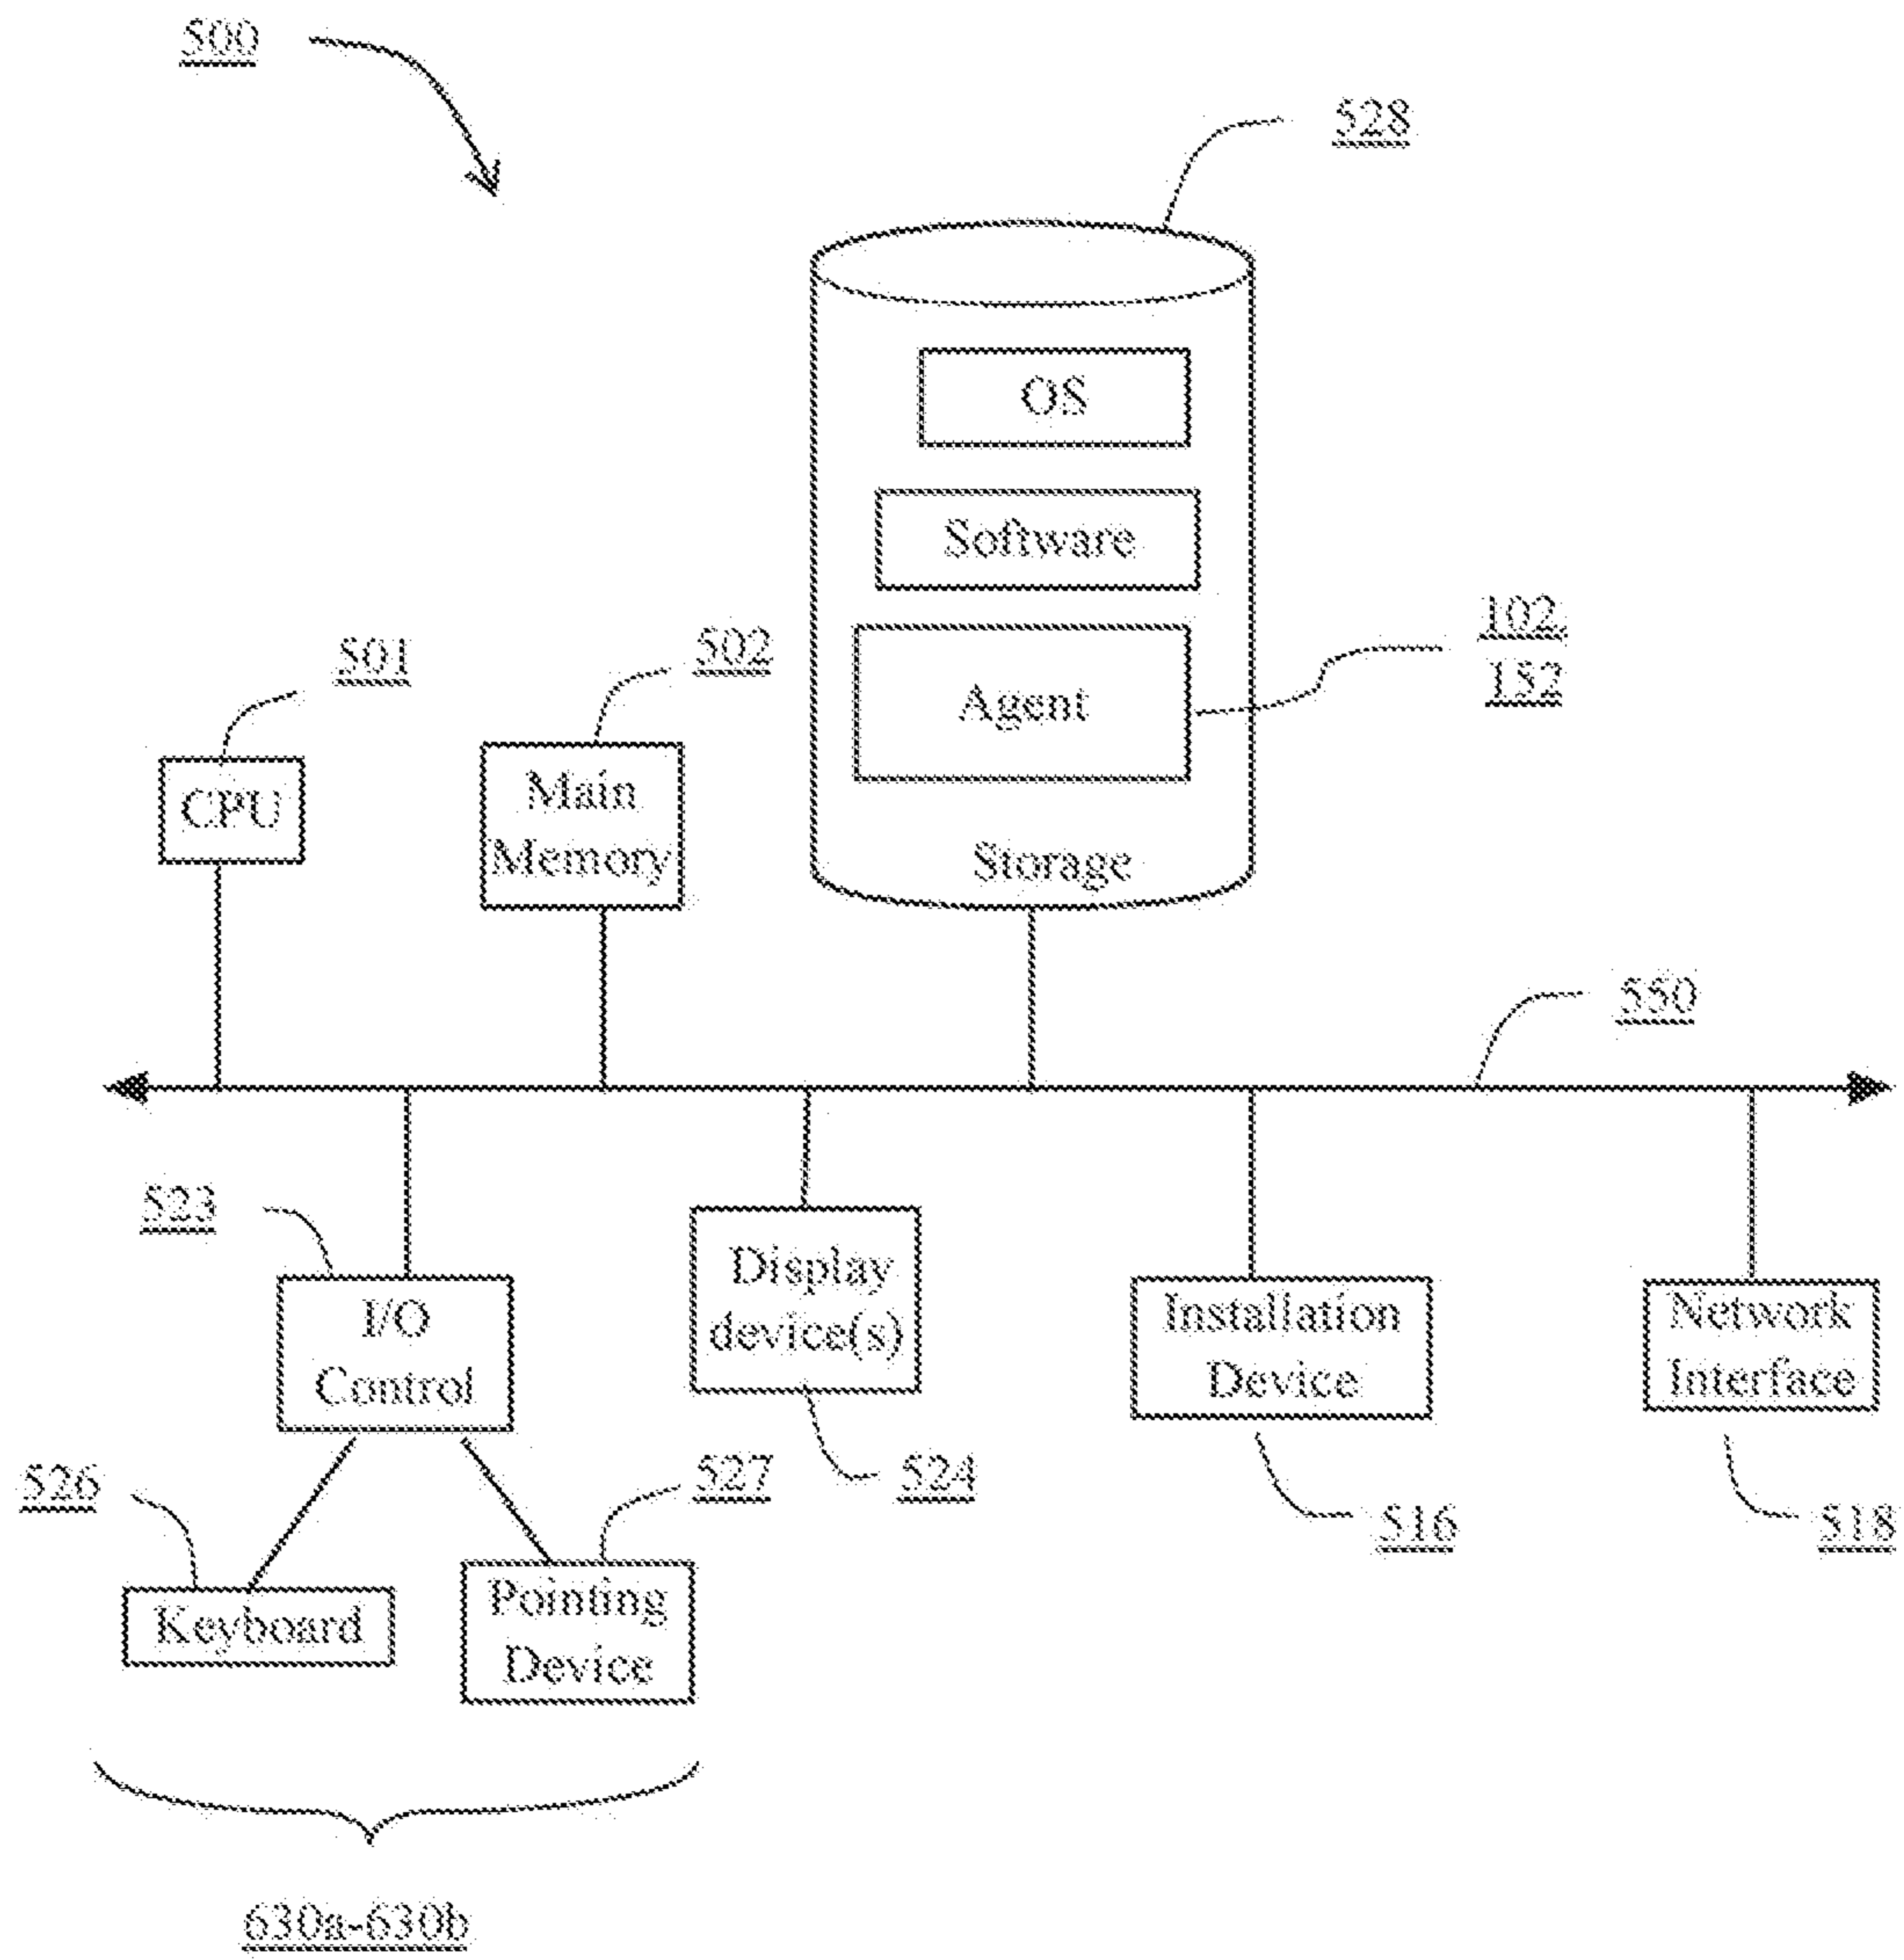 500
528
OS
Software
Agent
102,
152
Storage
501
CPU
502
Main
Memory
550
523
I/O
Control
Display
device(s)
524
Installation
Device
516
Network
Interface
518
526
Keyboard
527
Pointing
Device
630a-630b